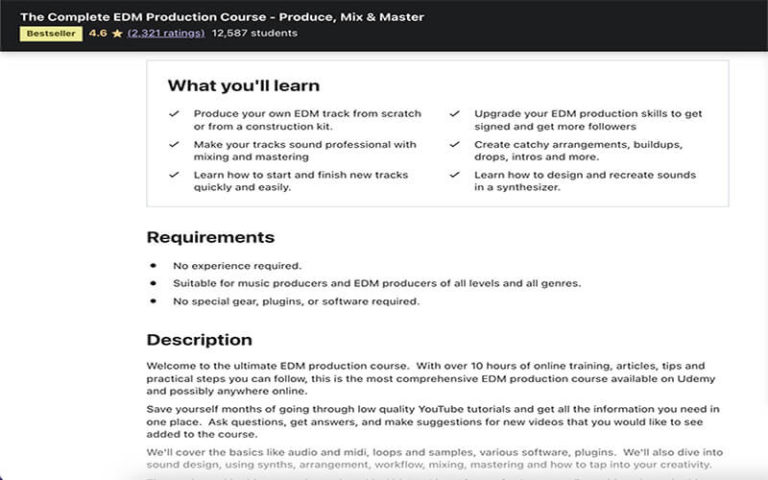 The Complete EDM Production Course - Produce, Mix & Master
Bestseller 4.6 (2,321 ratings) 12,587 students
What you'll learn
Produce your own EDM track from scratch
or from a construction kit.
Make your tracks sound professional with
mixing and mastering
Learn how to start and finish new tracks
quickly and easily.
Upgrade your EDM production skills to get
signed and get more followers
Create catchy arrangements, buildups,
drops, intros and more.
Learn how to design and recreate sounds
in a synthesizer.
Requirements
No experience required.
Suitable for music producers and EDM producers of all levels and all genres.
No special gear, plugins, or software required.
Description
Welcome to the ultimate EDM production course. With over 10 hours of online training, articles, tips and
practical steps you can follow, this is the most comprehensive EDM production course available on Udemy
and possibly anywhere online.
Save yourself months of going through low quality YouTube tutorials and get all the information you need in
one place. Ask questions, get answers, and make suggestions for new videos that you would like to see
added to the course.
We'll cover the basics like audio and midi, loops and samples, various software, plugins. We'll also dive into
sound design, using synths, arrangement, workflow, mixing, mastering and how to tap into your creativity.